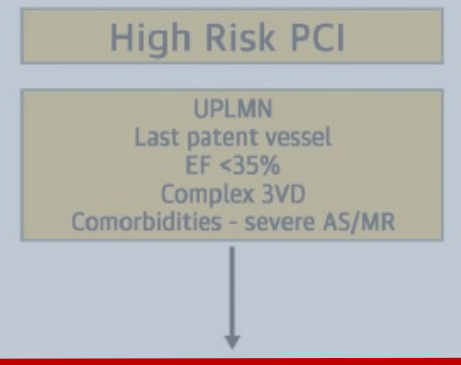 High Risk PCI
UPLMN
Last patent vessel
EF <35%
Complex 3VD
Comorbidities - severe AS/MR